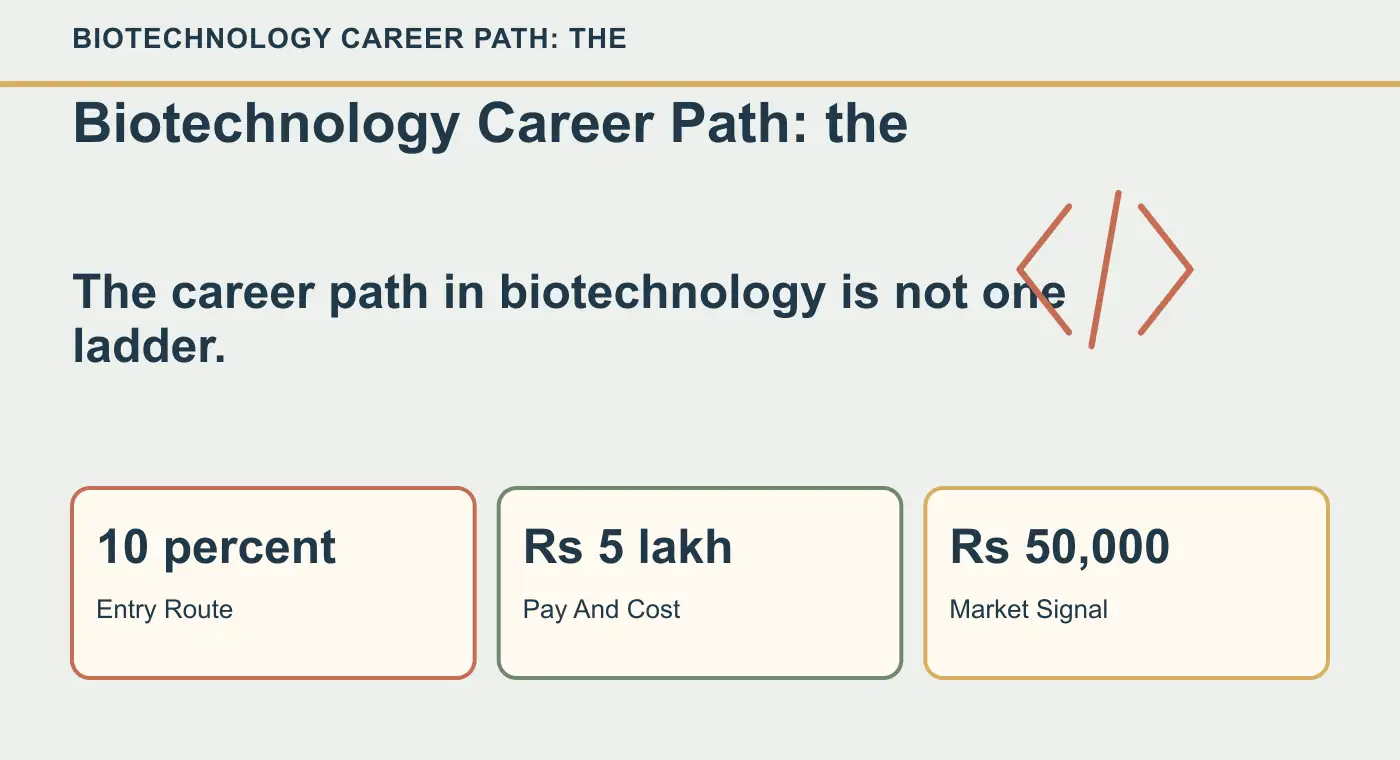 BIOTECHNOLOGY CAREER PATH: THE
Biotechnology Career Path: the
The career path in biotechnology is not one
ladder.
10 percent
Entry Route
Rs 5 lakh
Pay And Cost
Rs 50,000
Market Signal